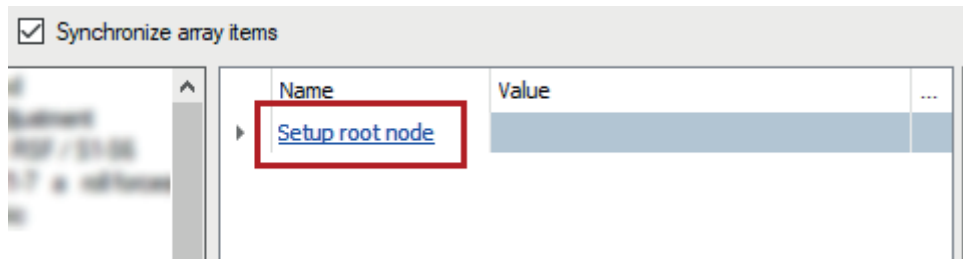 Synchronize array items
Name Value ...
Setup root node